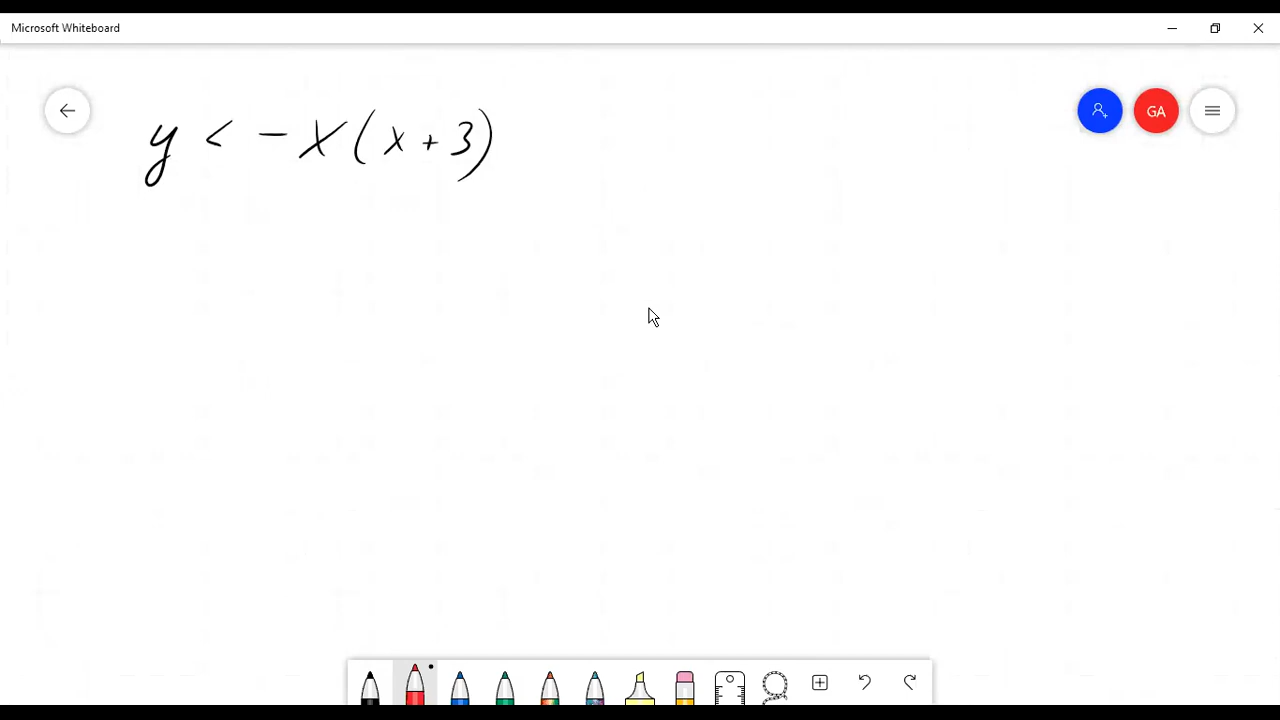 Microsoft Whiteboard
y < - x(x + 3)
GA